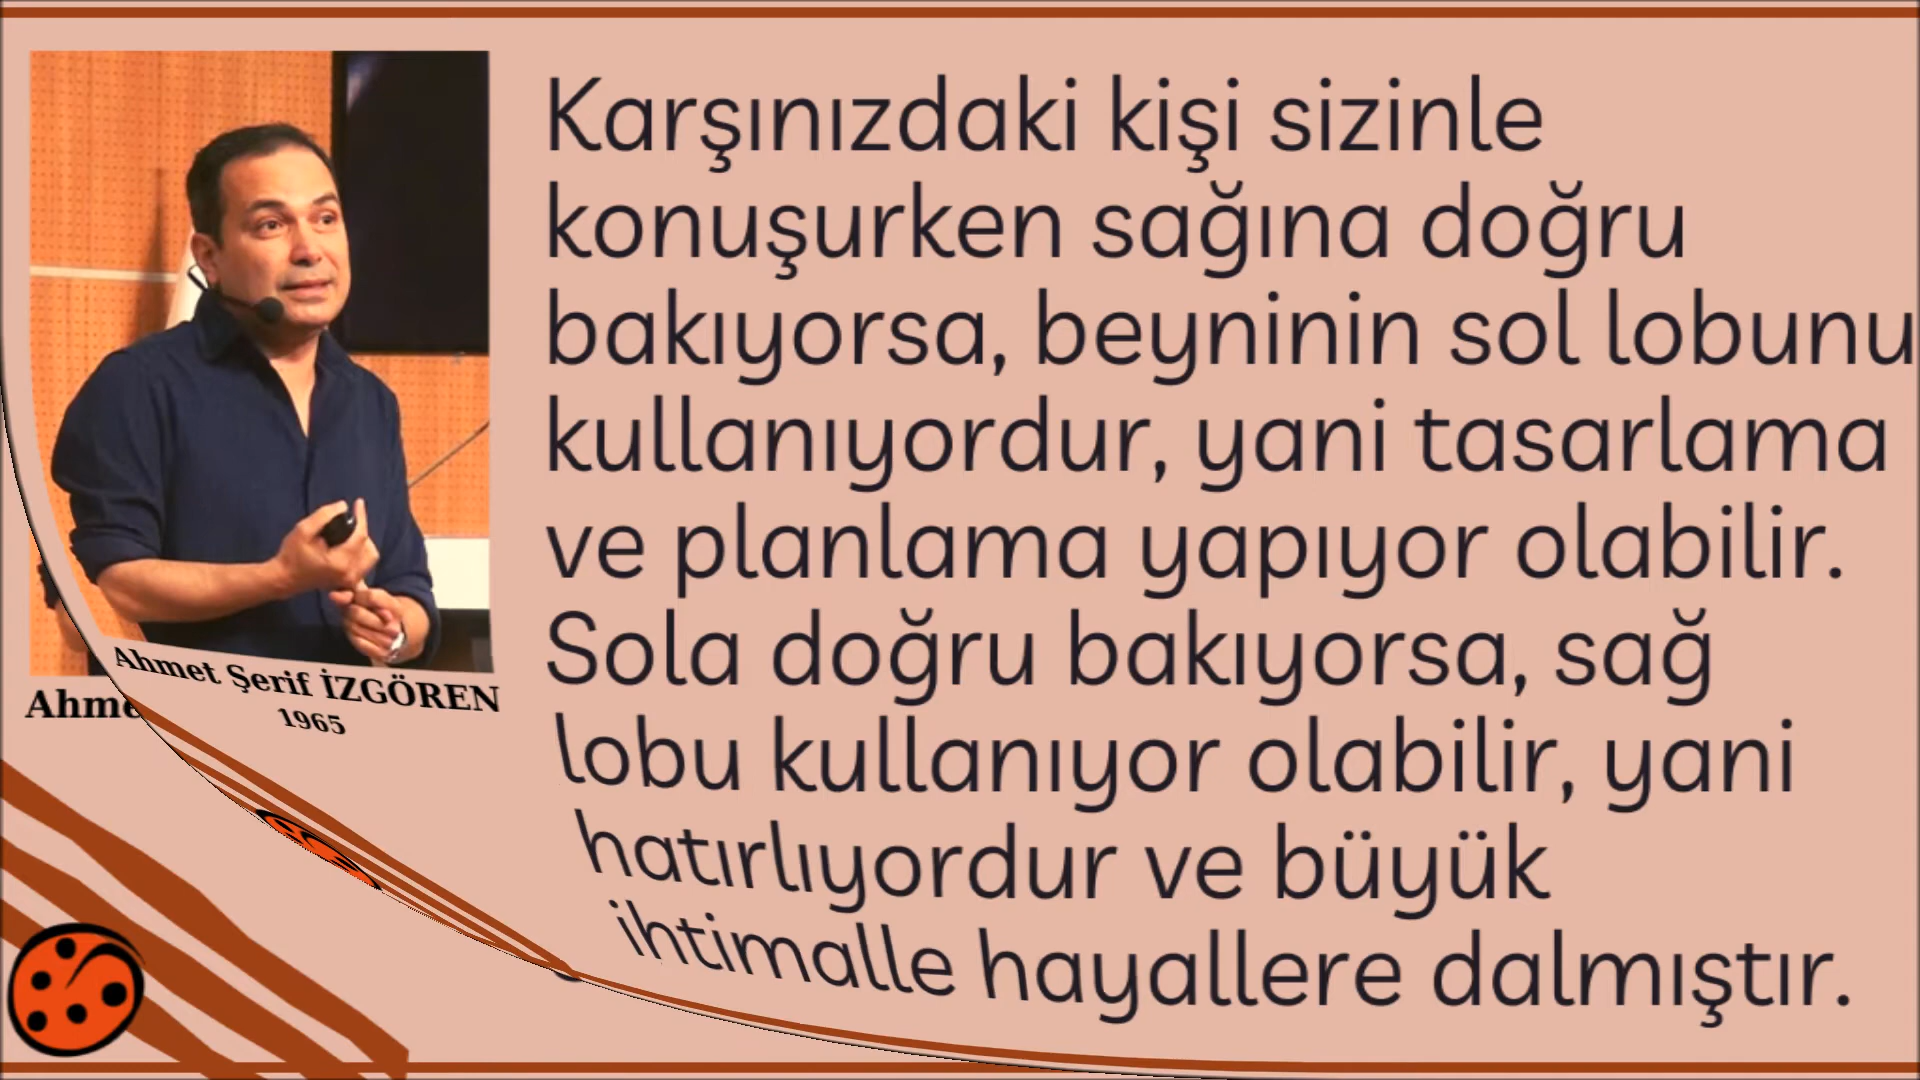 Karşınızdaki kişi sizinle
konuşurken sağına doğru
bakıyorsa, beyninin sol lobunu
kullanıyordur, yani tasarlama
ve planlama yapıyor olabilir.
Sola doğru bakıyorsa, sağ
lobu kullanıyor olabilir, yani
hatırlıyordur ve büyük
ihtimalle hayallere dalmıştır.
Ahmet Şerif İZGÖREN
1965
Ahme